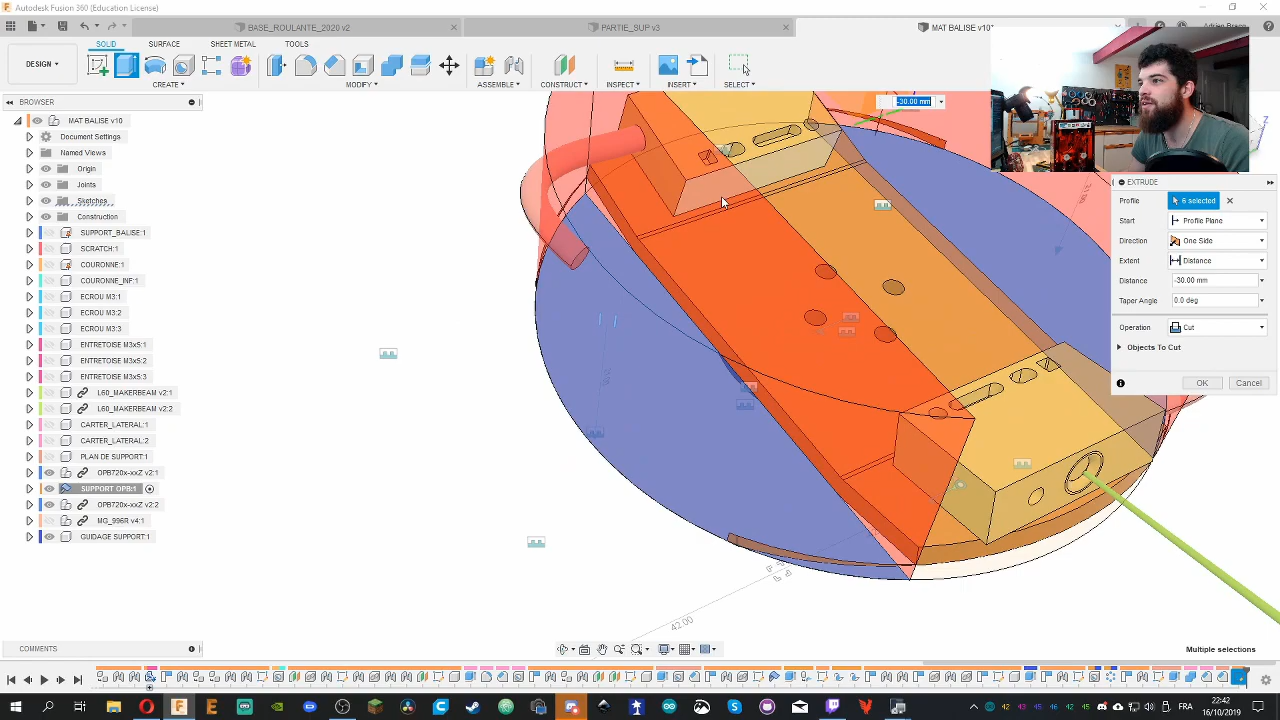 Autodesk Fusion 360 (Education License)
BASE_ROULANTE_2020 v2
PARTIE_SUP v3
MAT BALISE v10*
SOLID
SURFACE
SHEET METAL
TOOLS
DESIGN
CREATE
MODIFY
ASSEMBLE
CONSTRUCT
INSPECT
INSERT
SELECT
BROWSER
MAT BALISE v10
Document Settings
Named Views
Origin
Joints
Sketches
Construction
SUPPORT_BALISE:1
SCRATCH:1
COURONNE:1
COURONNE_INF:1
ECROU M3:1
ECROU M3:2
ECROU M3:3
ENTRETOISE M3x5:1
ENTRETOISE M3x5:2
ENTRETOISE M3x5:3
L60_MAKERBEAM v2:1
L60_MAKERBEAM v2:2
CARTER_LATERAL:1
CARTER_LATERAL:2
PLAN DE SUPPORT:1
OPB720x-xxZ v2:1
SUPPORT OPB:1
OPB720x-xxZ v2:2
MG_996R v4:1
GUIDAGE SUPPORT:1
-30.00 mm
42.00
EXTRUDE
Profile
6 selected
Start
Profile Plane
Direction
One Side
Extent
Distance
Distance
-30.00 mm
Taper Angle
0.0 deg
Operation
Cut
Objects To Cut
OK
Cancel
COMMENTS
Multiple selections
42 42 45 42
FRA
22:42
16/10/2019